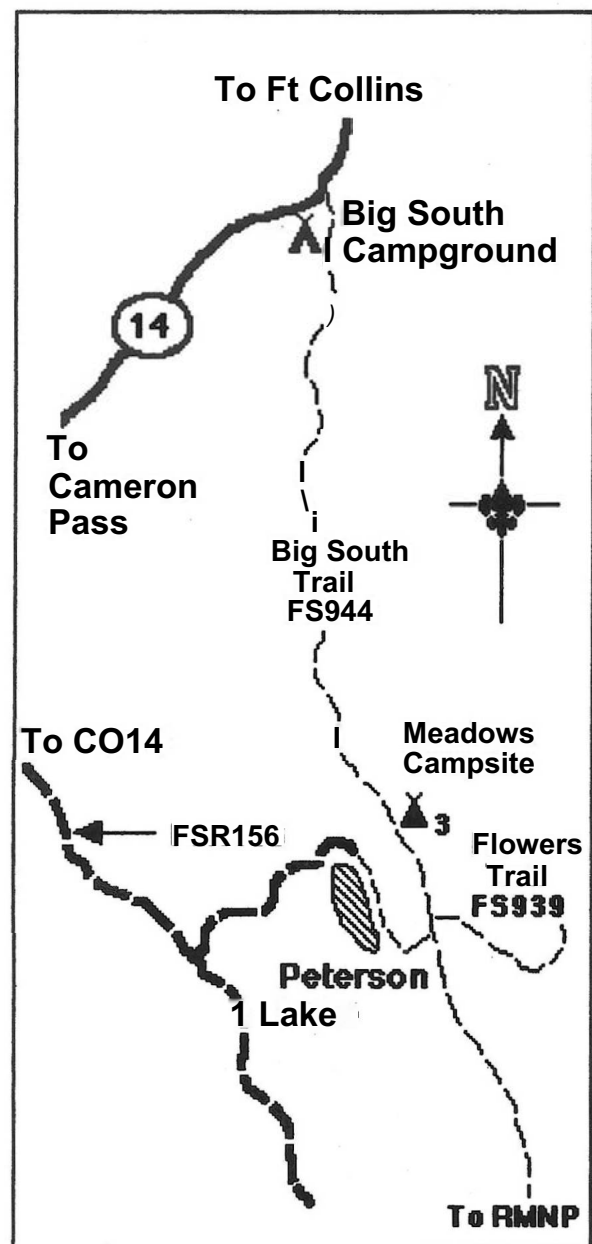 To Ft Collins
Big South
Campground
14
To
Cameron
Pass
N
Big South
Trail
FS944
To CO14
Meadows
Campsite
3
FSR156
Flowers
Trail
FS939
Peterson
1 Lake
To RMNP